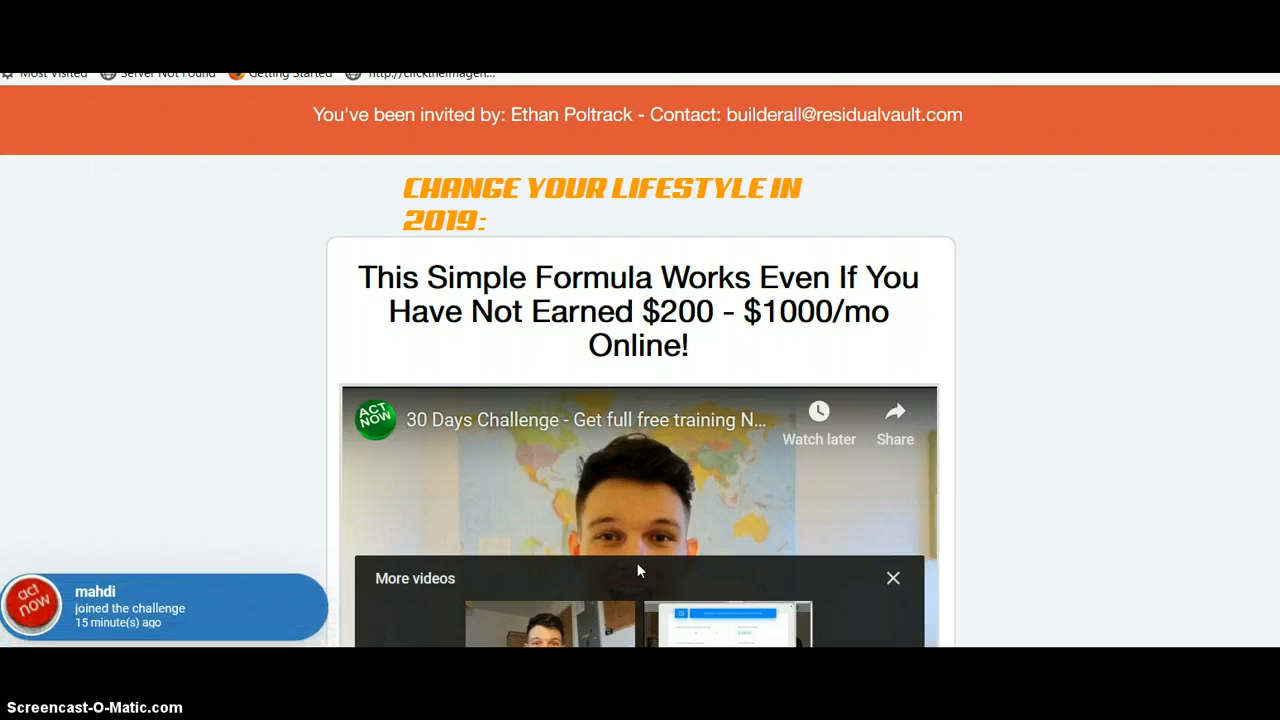 Most Visited Server Not Found Getting Started http://clicktheimagen...
You've been invited by: Ethan Poltrack - Contact: builderall@residualvault.com
CHANGE YOUR LIFESTYLE IN
2019:
This Simple Formula Works Even If You
Have Not Earned $200 - $1000/mo
Online!
ACT
NOW
30 Days Challenge - Get full free training N...
Watch later
Share
More videos
act
now
mahdi
joined the challenge
15 minute(s) ago
Screencast-O-Matic.com